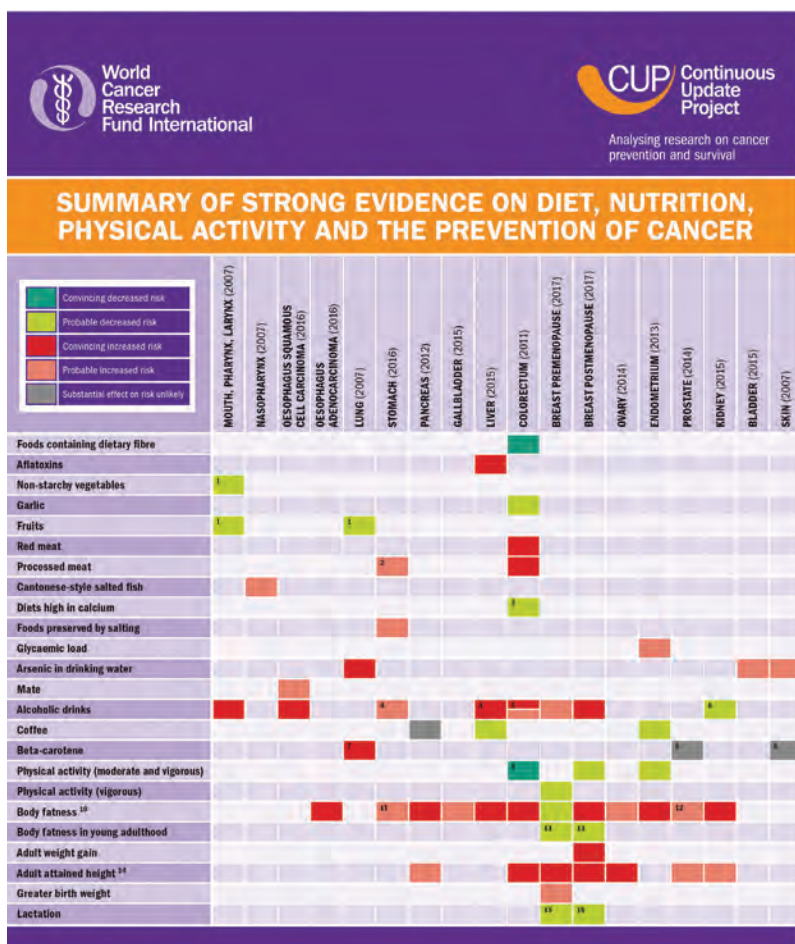 World
Cancer
Research
Fund International
CUP Continuous
Update
Project
Analysing research on cancer
prevention and survival
SUMMARY OF STRONG EVIDENCE ON DIET, NUTRITION,
PHYSICAL ACTIVITY AND THE PREVENTION OF CANCER
Convincing decreased risk
Probable decreased risk
Convincing increased risk
Probable increased risk
Substantial effect on risk unlikely
MOUTH, PHARYNX, LARYNX (2007)
NASOPHARYNX (2007)
OESOPHAGUS SQUAMOUS
CELL CARCINOMA (2016)
OESOPHAGUS
ADENOCARCINOMA (2016)
LUNG (2007)
STOMACH (2016)
PANCREAS (2012)
GALLBLADDER (2015)
LIVER (2015)
COLORECTUM (2011)
BREAST PREMENOPAUSE (2017)
BREAST POSTMENOPAUSE (2017)
OVARY (2014)
ENDOMETRIUM (2013)
PROSTATE (2014)
KIDNEY (2015)
BLADDER (2015)
SKIN (2007)
Foods containing dietary fibre
Aflatoxins
Non-starchy vegetables 1
Garlic
Fruits 1 1
Red meat
Processed meat 2
Cantonese-style salted fish
Diets high in calcium
Foods preserved by salting
Glycaemic load
Arsenic in drinking water
Mate
Alcoholic drinks
Coffee
Beta-carotene 7
Physical activity (moderate and vigorous)
Physical activity (vigorous)
Body fatness 10 11 12
Body fatness in young adulthood
Adult weight gain
Adult attained height 14
Greater birth weight
Lactation